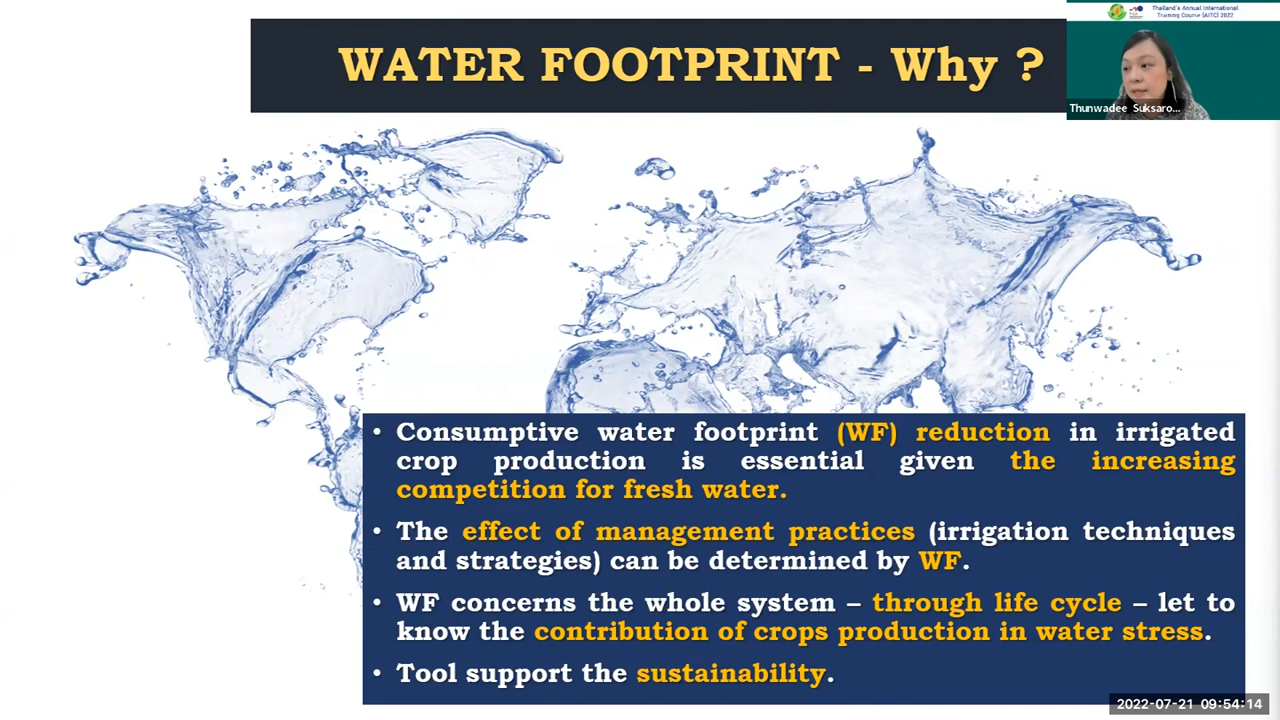 WATER FOOTPRINT - Why ?
Thailand's Annual International
Training Course (AITC) 2022
Thunwadee Suksaro...
• Consumptive water footprint (WF) reduction in irrigated
crop production is essential given the increasing
competition for fresh water.
• The effect of management practices (irrigation techniques
and strategies) can be determined by WF.
• WF concerns the whole system – through life cycle – let to
know the contribution of crops production in water stress.
• Tool support the sustainability.
2022-07-21 09:54:14